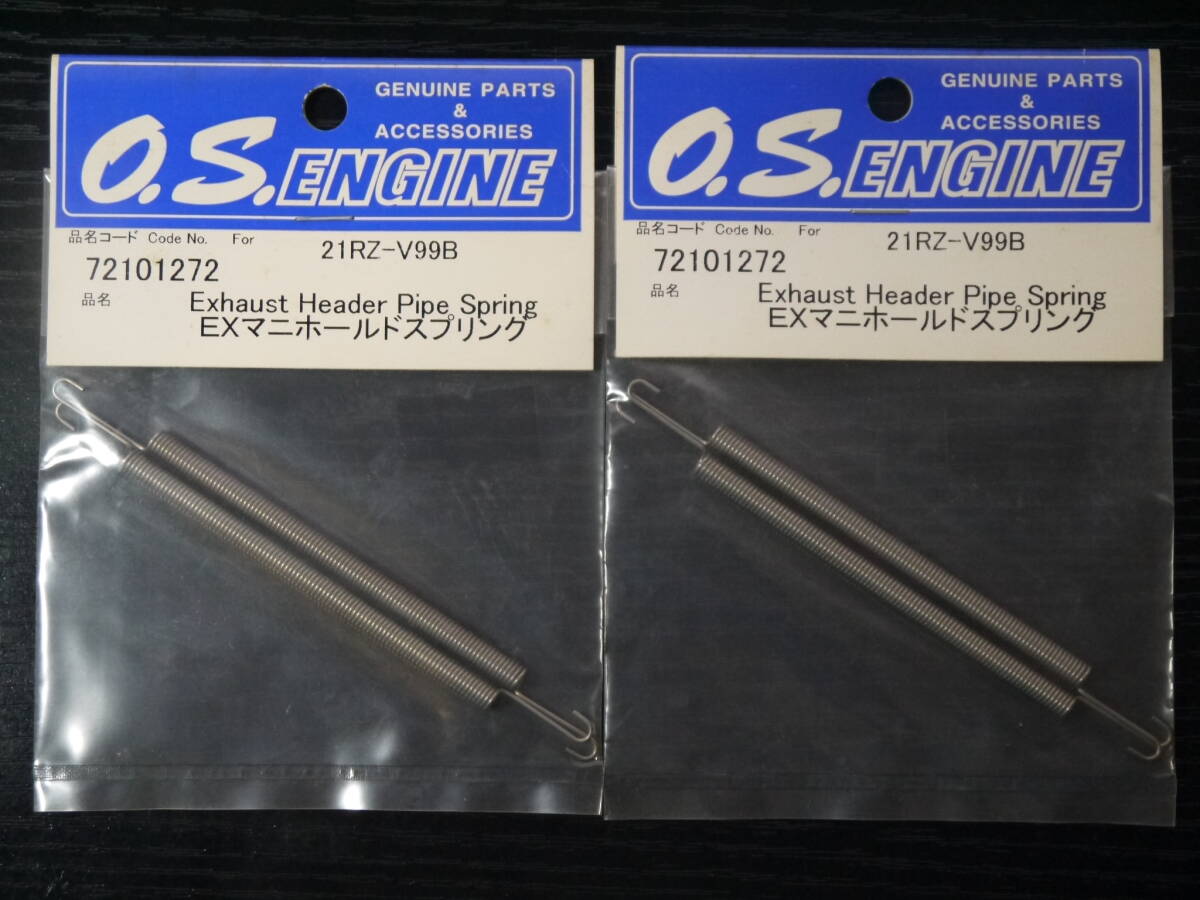 GENUINE PARTS
&
ACCESSORIES
O.S.ENGINE
品名コード Code No. For
21RZ-V99B
72101272
品名
Exhaust Header Pipe Spring
EXマニホールドスプリング
GENUINE PARTS
&
ACCESSORIES
O.S.ENGINE
品名コード Code No. For
21RZ-V99B
72101272
品名
Exhaust Header Pipe Spring
EXマニホールドスプリング